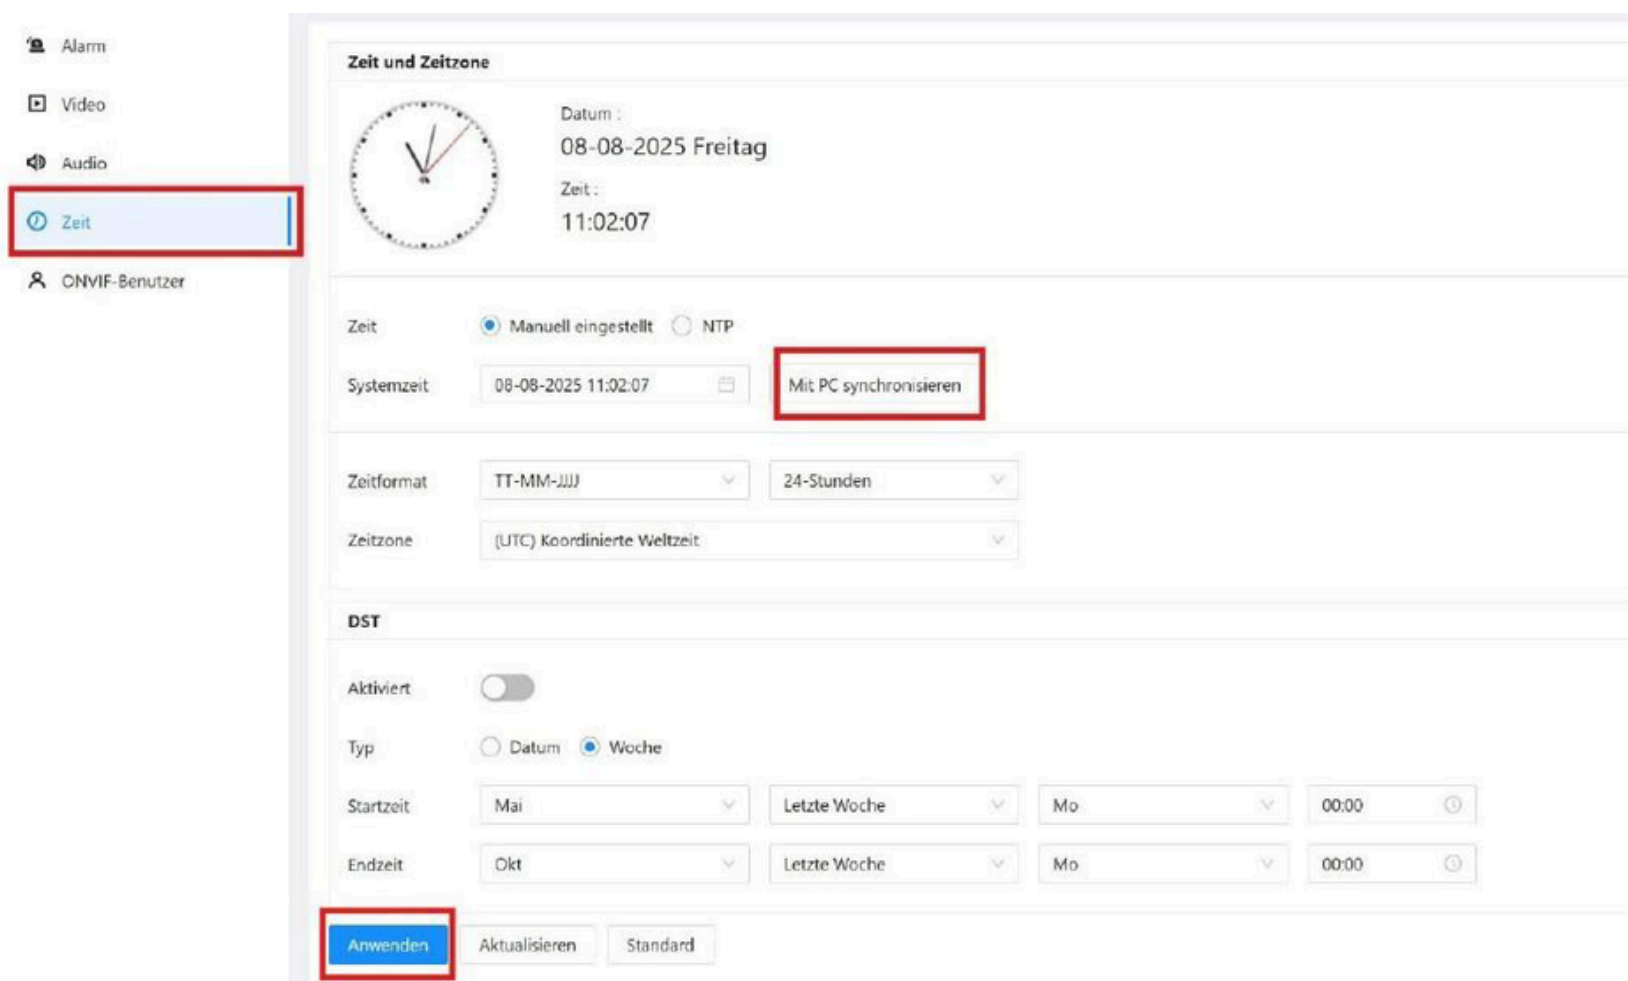 Alarm
Video
Audio
Zeit
ONVIF-Benutzer
Zeit und Zeitzone
Datum :
08-08-2025 Freitag
Zeit :
11:02:07
Zeit Manuell eingestellt NTP
Systemzeit 08-08-2025 11:02:07 Mit PC synchronisieren
Zeitformat TT-MM-JJJJ 24-Stunden
Zeitzone (UTC) Koordinierte Weltzeit
DST
Aktiviert
Typ Datum Woche
Startzeit Mai Letzte Woche Mo 00:00
Endzeit Okt Letzte Woche Mo 00:00
Anwenden Aktualisieren Standard